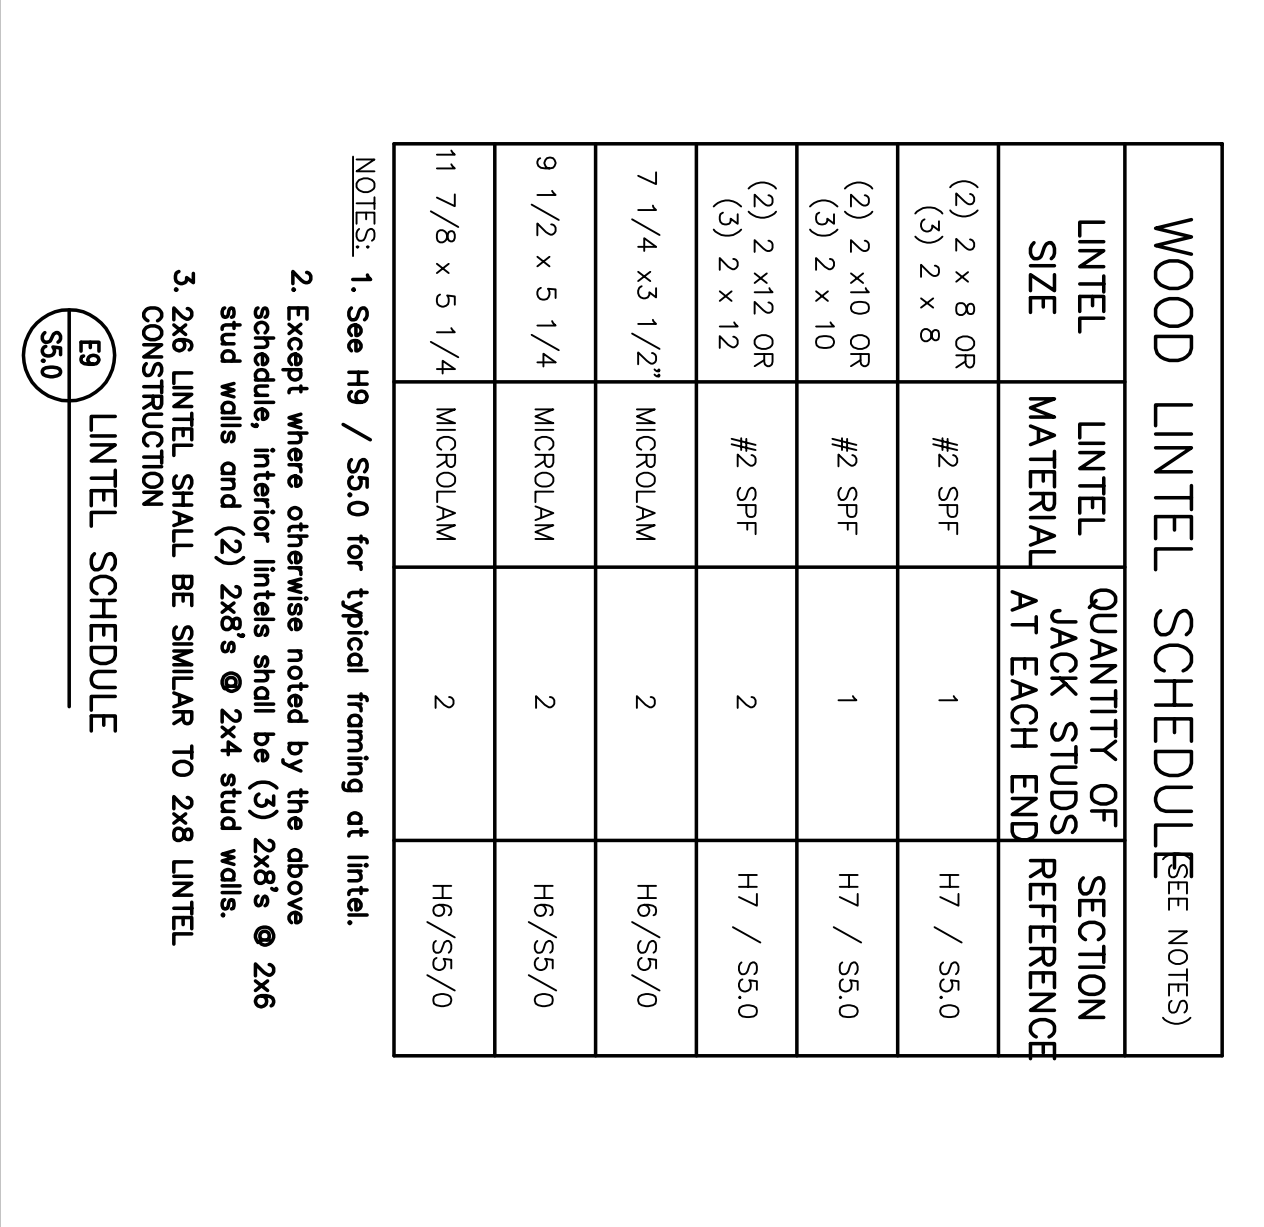 WOOD LINTEL SCHEDULE (SEE NOTES)
LINTEL SIZE LINTEL MATERIAL QUANTITY OF JACK STUDS AT EACH END SECTION REFERENCE
(2) 2 x 8 OR (3) 2 x 8 #2 SPF 1 H7 / S5.0
(2) 2 x10 OR (3) 2 x 10 #2 SPF 1 H7 / S5.0
(2) 2 x12 OR (3) 2 x 12 #2 SPF 2 H7 / S5.0
7 1/4 x3 1/2” MICROLAM 2 H6/S5/0
9 1/2 x 5 1/4 MICROLAM 2 H6/S5/0
11 7/8 x 5 1/4 MICROLAM 2 H6/S5/0
NOTES: 1. See H9 / S5.0 for typical framing at lintel.
2. Except where otherwise noted by the above
schedule, interior lintels shall be (3) 2x8's @ 2x6
stud walls and (2) 2x8's @ 2x4 stud walls.
3. 2x6 LINTEL SHALL BE SIMILAR TO 2x8 LINTEL
CONSTRUCTION
E9 LINTEL SCHEDULE
S5.0